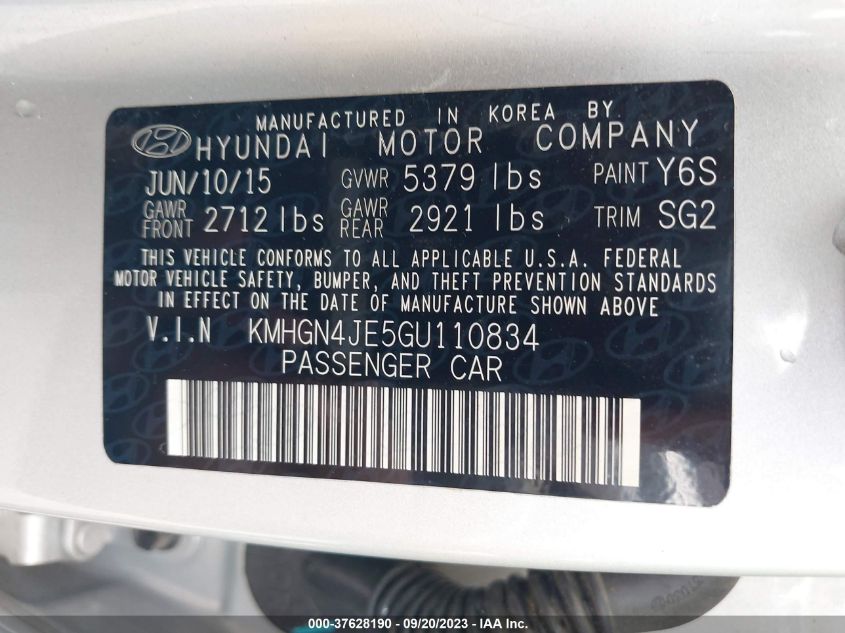 MANUFACTURED IN KOREA BY
HYUNDAI MOTOR COMPANY
JUN/10/15 GVWR 5379 lbs PAINT Y6S
GAWR FRONT 2712 lbs GAWR REAR 2921 lbs TRIM SG2
THIS VEHICLE CONFORMS TO ALL APPLICABLE U.S.A. FEDERAL
MOTOR VEHICLE SAFETY, BUMPER, AND THEFT PREVENTION STANDARDS
IN EFFECT ON THE DATE OF MANUFACTURE SHOWN ABOVE
V.I.N KMHGN4JE5GU110834
PASSENGER CAR
000-37628190 - 09/20/2023 - IAA Inc.